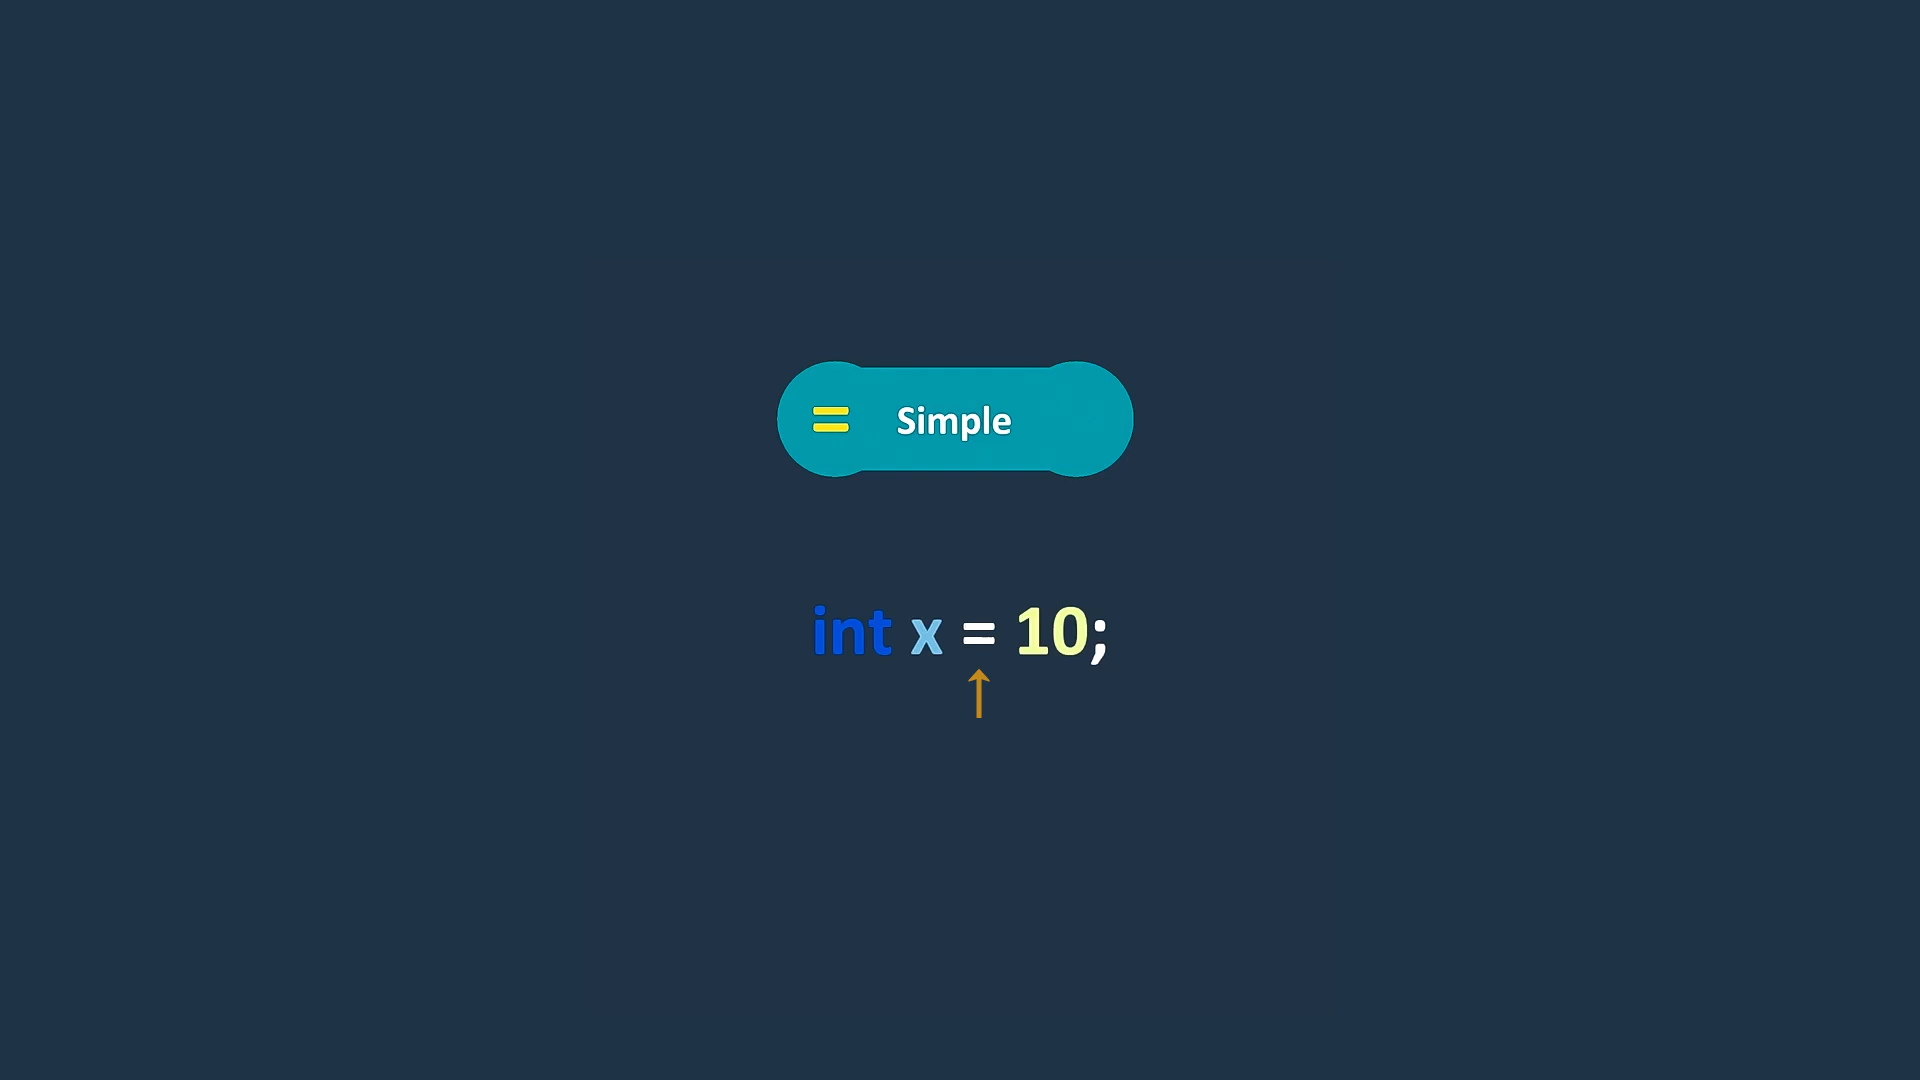 = Simple
int x = 10;
↑